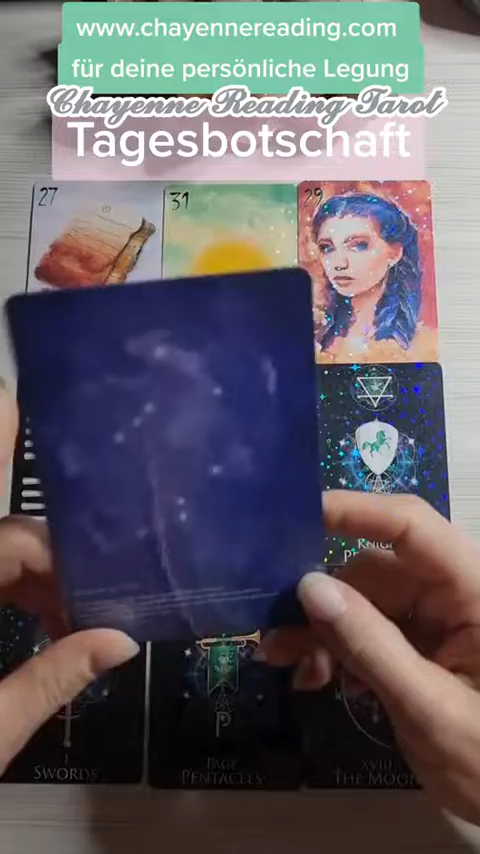 www.chayennereading.com
für deine persönliche Legung
Chayenne Reading Tarot
Tagesbotschaft
27
31
29
SWORDS
PAGE
PENTACLES
XVIII
THE MOON